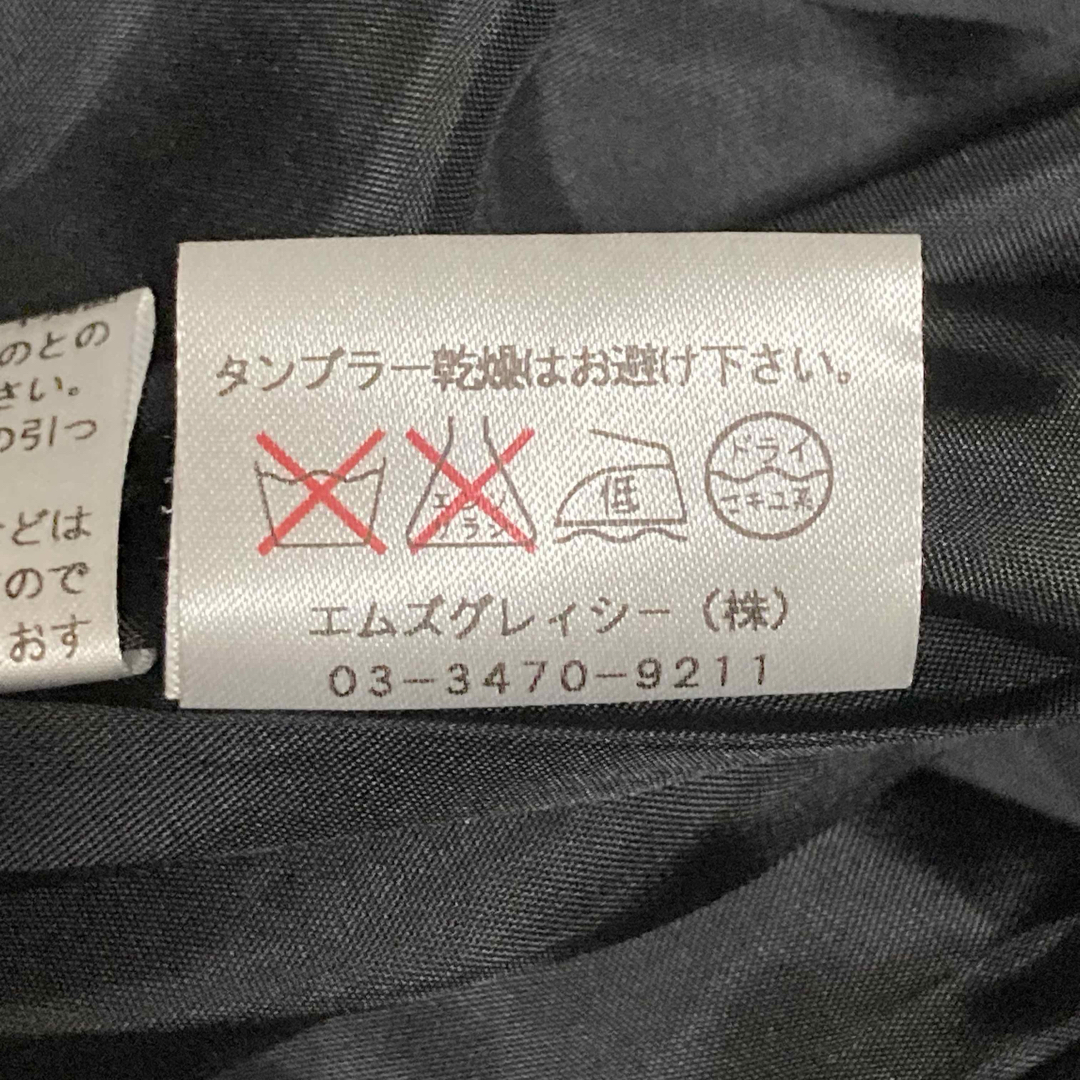 のとの
さい。
の引つ
どは
ので
おす
タンブラー乾燥はお避け下さい。
エンソ
サラシ
低
ドライ
セキユ系
エムズグレィシー（株）
03-3470-9211